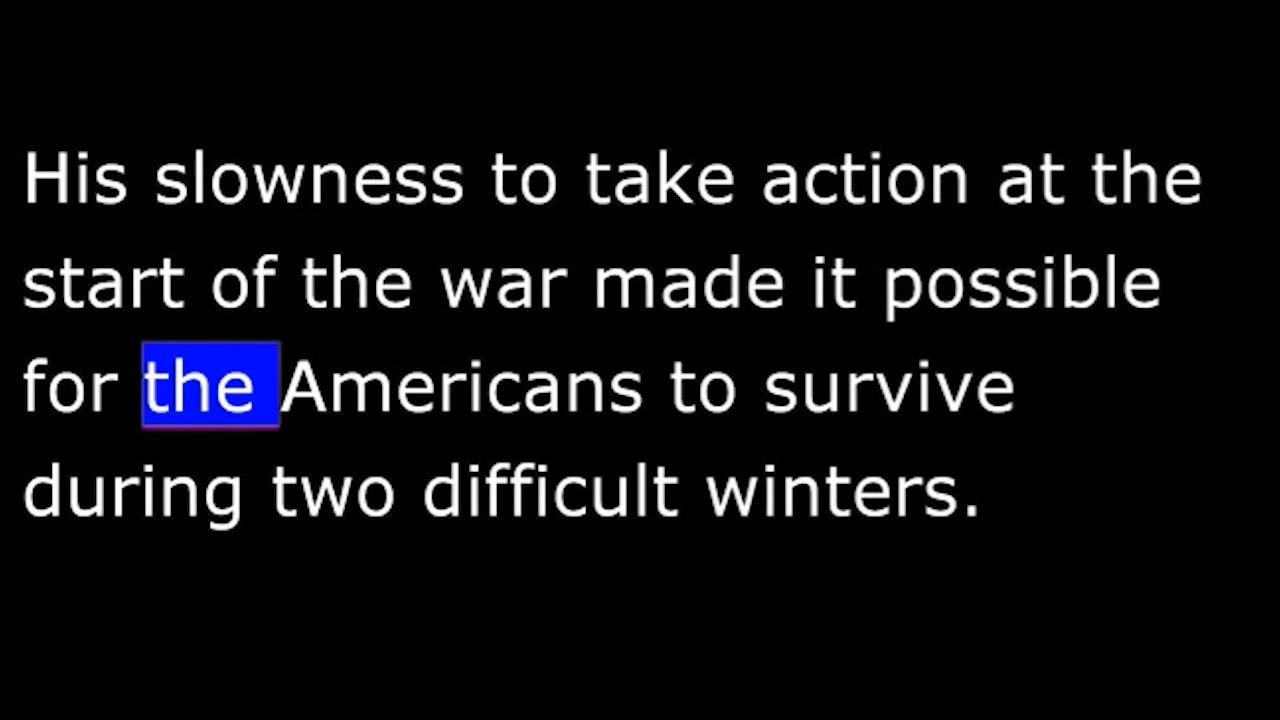 His slowness to take action at the
start of the war made it possible
for the Americans to survive
during two difficult winters.